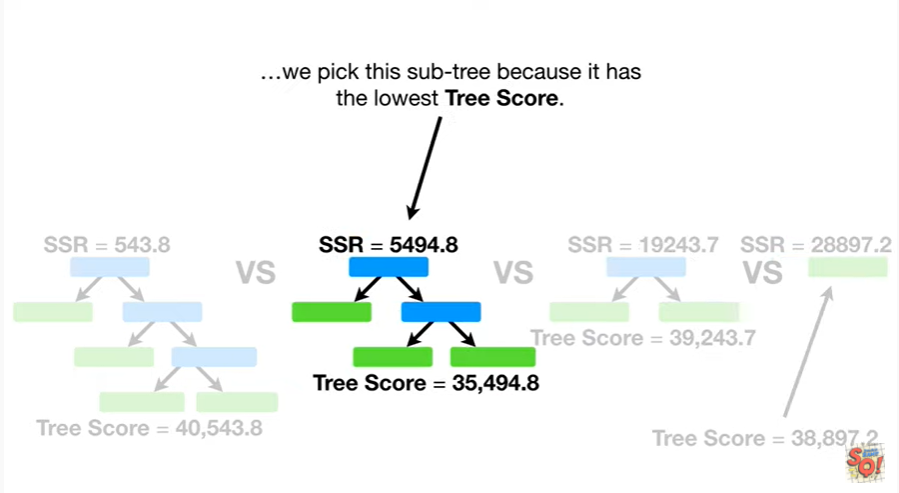 …we pick this sub-tree because it has
the lowest Tree Score.
SSR = 543.8
VS
SSR = 5494.8
VS
SSR = 19243.7
VS
SSR = 28897.2
Tree Score = 40,543.8
Tree Score = 35,494.8
Tree Score = 39,243.7
Tree Score = 38,897.2
SQ!